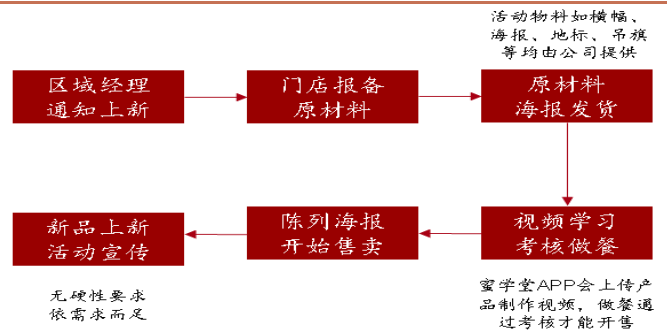 活动物料如横幅、
海报、地标、吊旗
等均由公司提供
区域经理
通知上新
门店报备
原材料
原材料
海报发货
视频学习
考核做餐
陈列海报
开始售卖
新品上新
活动宣传
无硬性要求
依需求而足
蜜学堂APP会上传产
品制作视频，做餐通
过考核才能开售